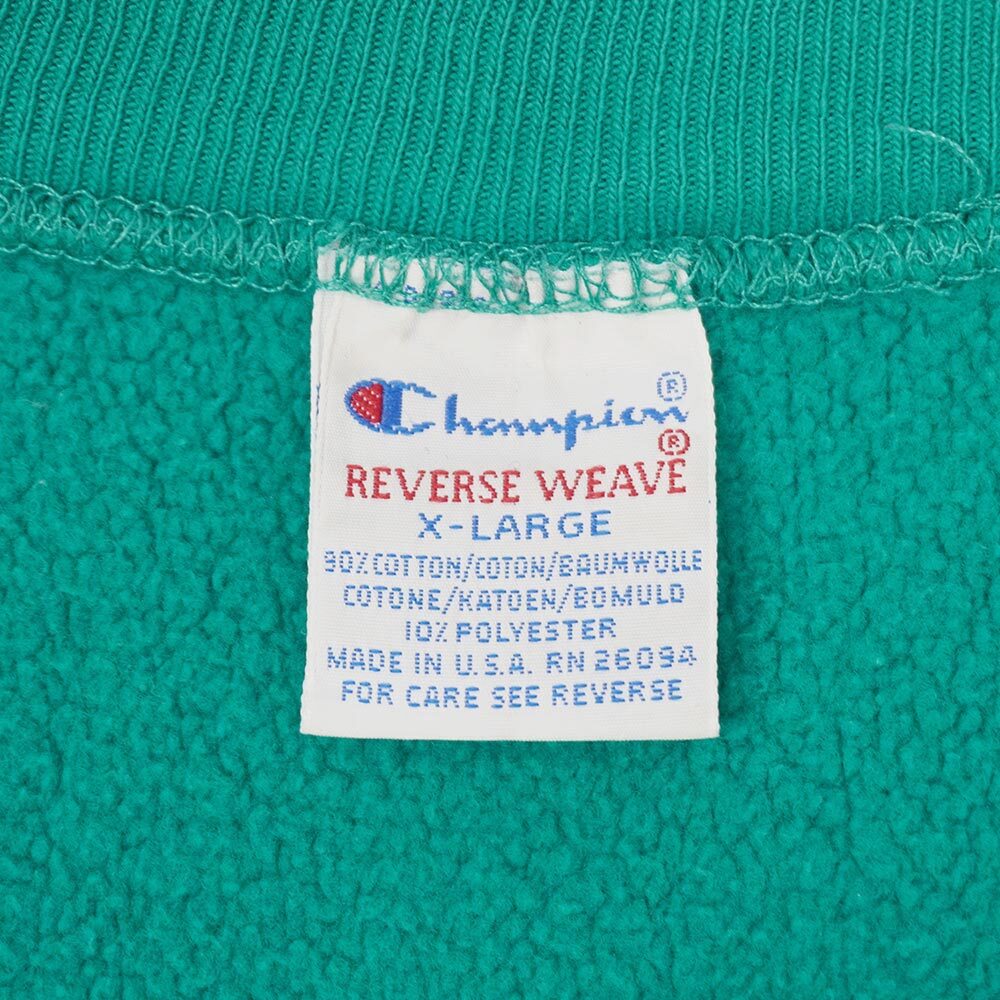 Champion®
REVERSE WEAVE®
X-LARGE
90% COTTON/COTON/BAUMWOLLE
COTONE/KATOEN/BOMULD
10% POLYESTER
MADE IN U.S.A. RN 26094
FOR CARE SEE REVERSE